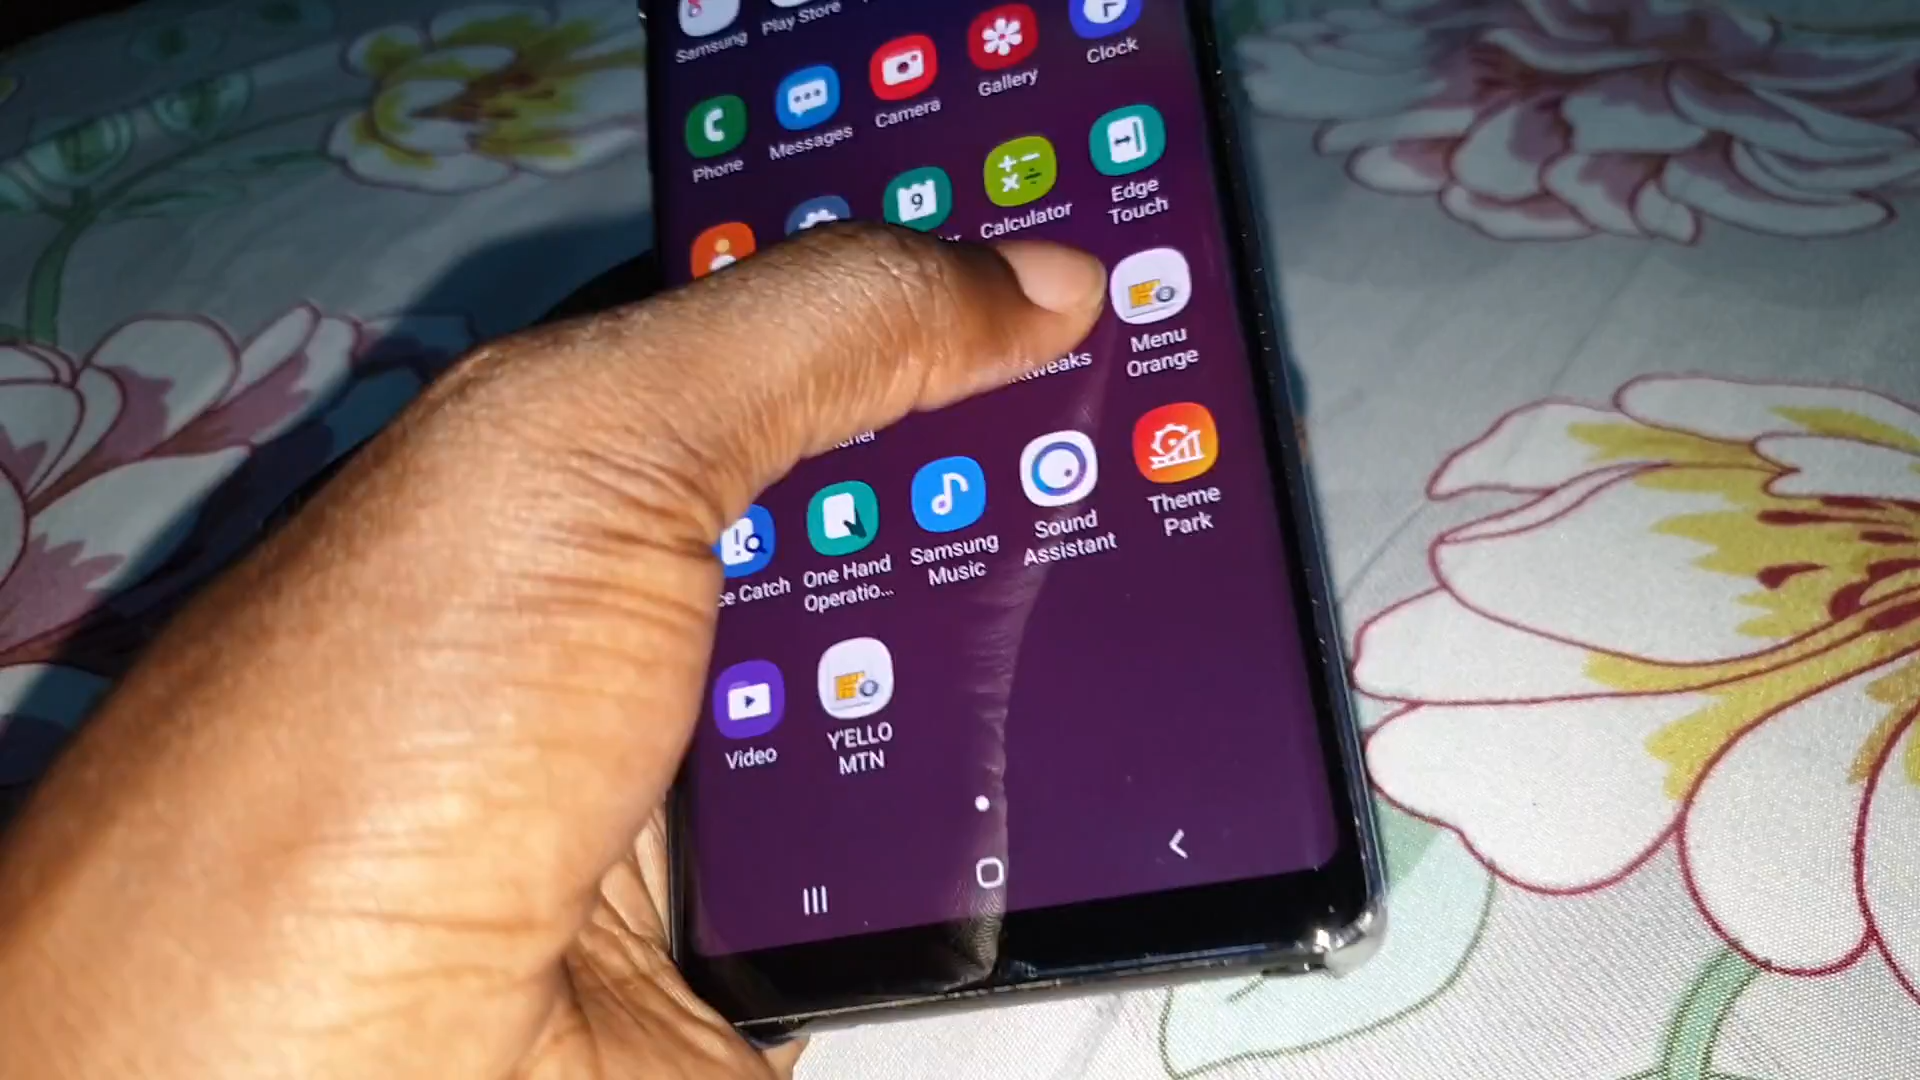 Samsung
Play Store
Clock
Gallery
Camera
Messages
Phone
Edge
Touch
Calculator
9
Menu
Orange
Theme
Park
Sound
Assistant
Samsung
Music
One Hand
Operatio...
Catch
Video
Y'ELLO
MTN